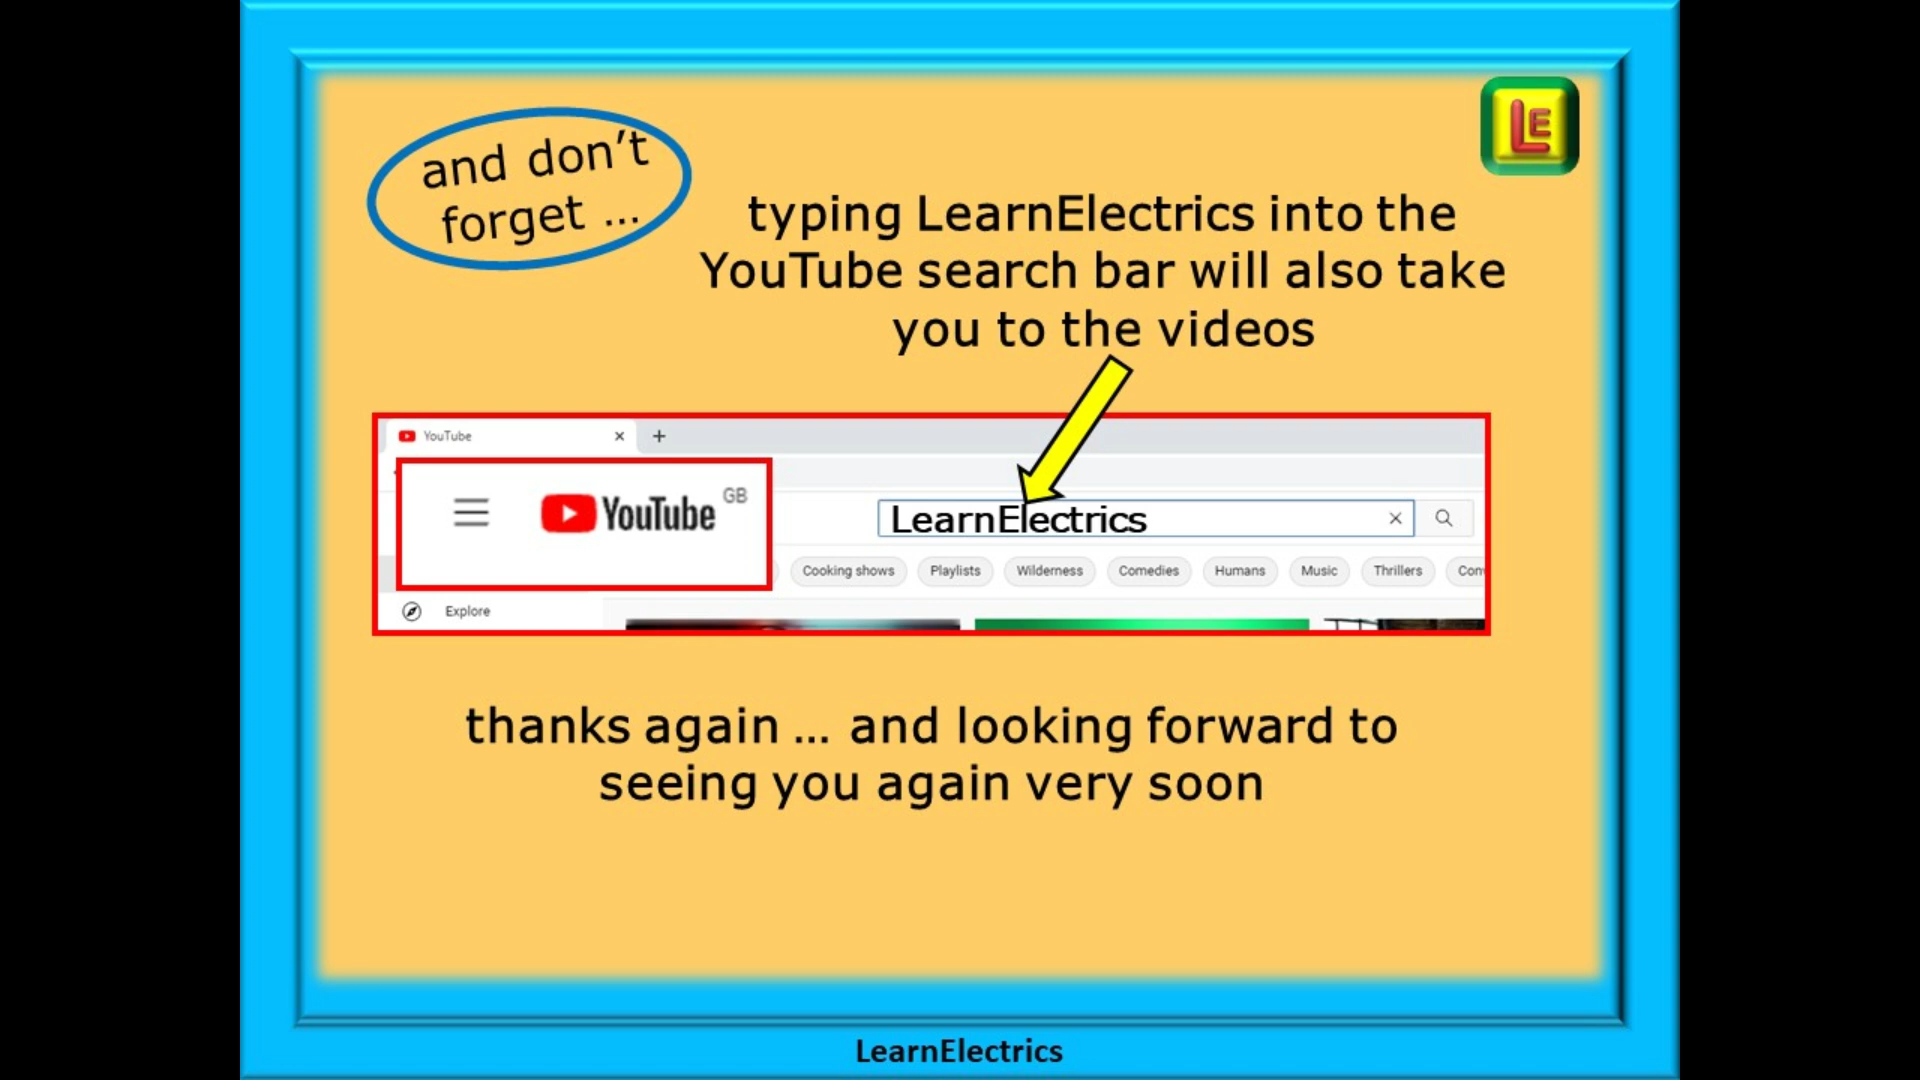 and don't
forget ...
LE
typing LearnElectrics into the
YouTube search bar will also take
you to the videos
YouTube
YouTube GB
LearnElectrics
Cooking shows Playlists Wilderness Comedies Humans Music Thrillers
Explore
thanks again ... and looking forward to
seeing you again very soon
LearnElectrics